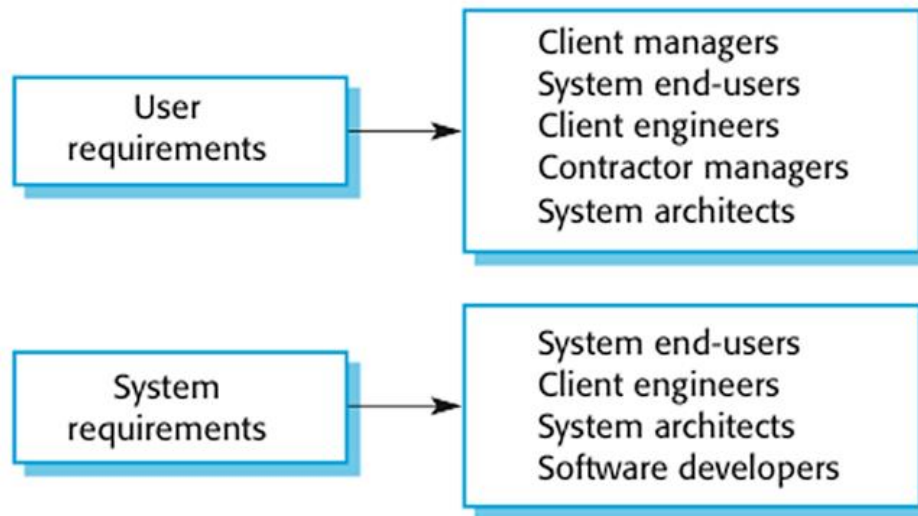 User
requirements
Client managers
System end-users
Client engineers
Contractor managers
System architects
System
requirements
System end-users
Client engineers
System architects
Software developers